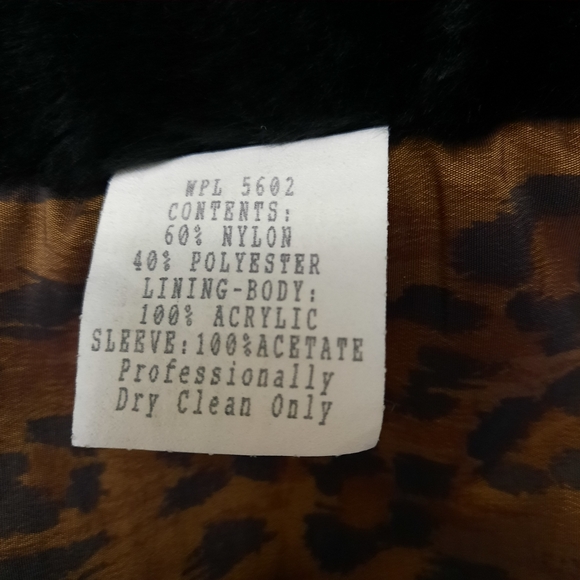 WPL 5602
CONTENTS:
60% NYLON
40% POLYESTER
LINING-BODY:
100% ACRYLIC
SLEEVE:100%ACETATE
Professionally
Dry Clean Only